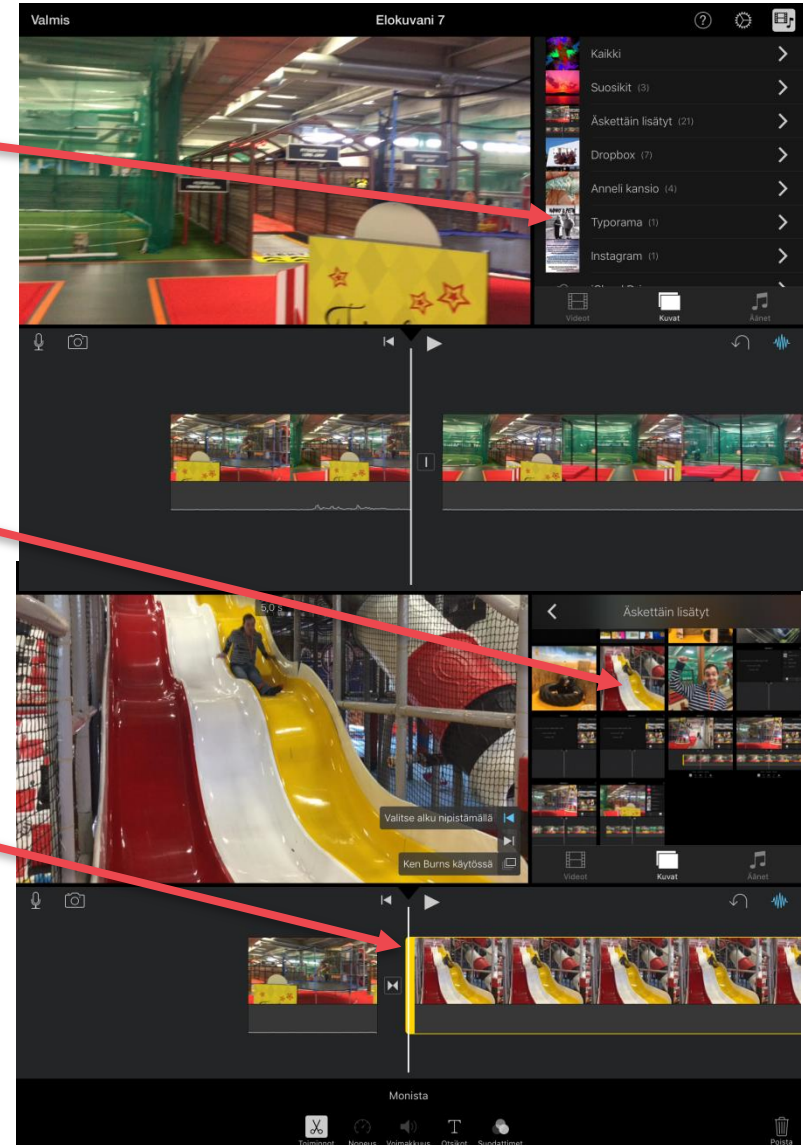 Valmis
Elokuvani 7
Kaikki
Suosikit (3)
Äskettäin lisätyt (21)
Dropbox (7)
Anneli kansio (4)
Typorama (1)
Instagram (1)
Videot
Kuvat
Äänet
5,0 s
Äskettäin lisätyt
Valitse alku nipistämällä
Ken Burns käytössä
Videot
Kuvat
Äänet
Monista
Toiminnot
Nopeus
Voimakkuus
Otsikot
Suodattimet
Poista